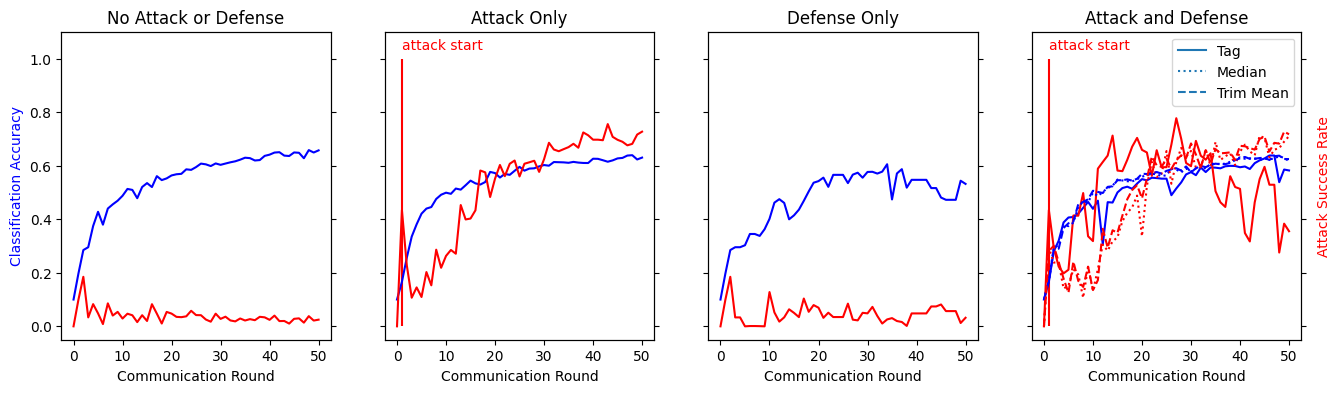 No Attack or Defense
Attack Only
Defense Only
Attack and Defense
Classification Accuracy
1.0
0.8
0.6
0.4
0.2
0.0
attack start
attack start
Tag
Median
Trim Mean
Attack Success Rate
0 10 20 30 40 50
0 10 20 30 40 50
0 10 20 30 40 50
0 10 20 30 40 50
Communication Round
Communication Round
Communication Round
Communication Round